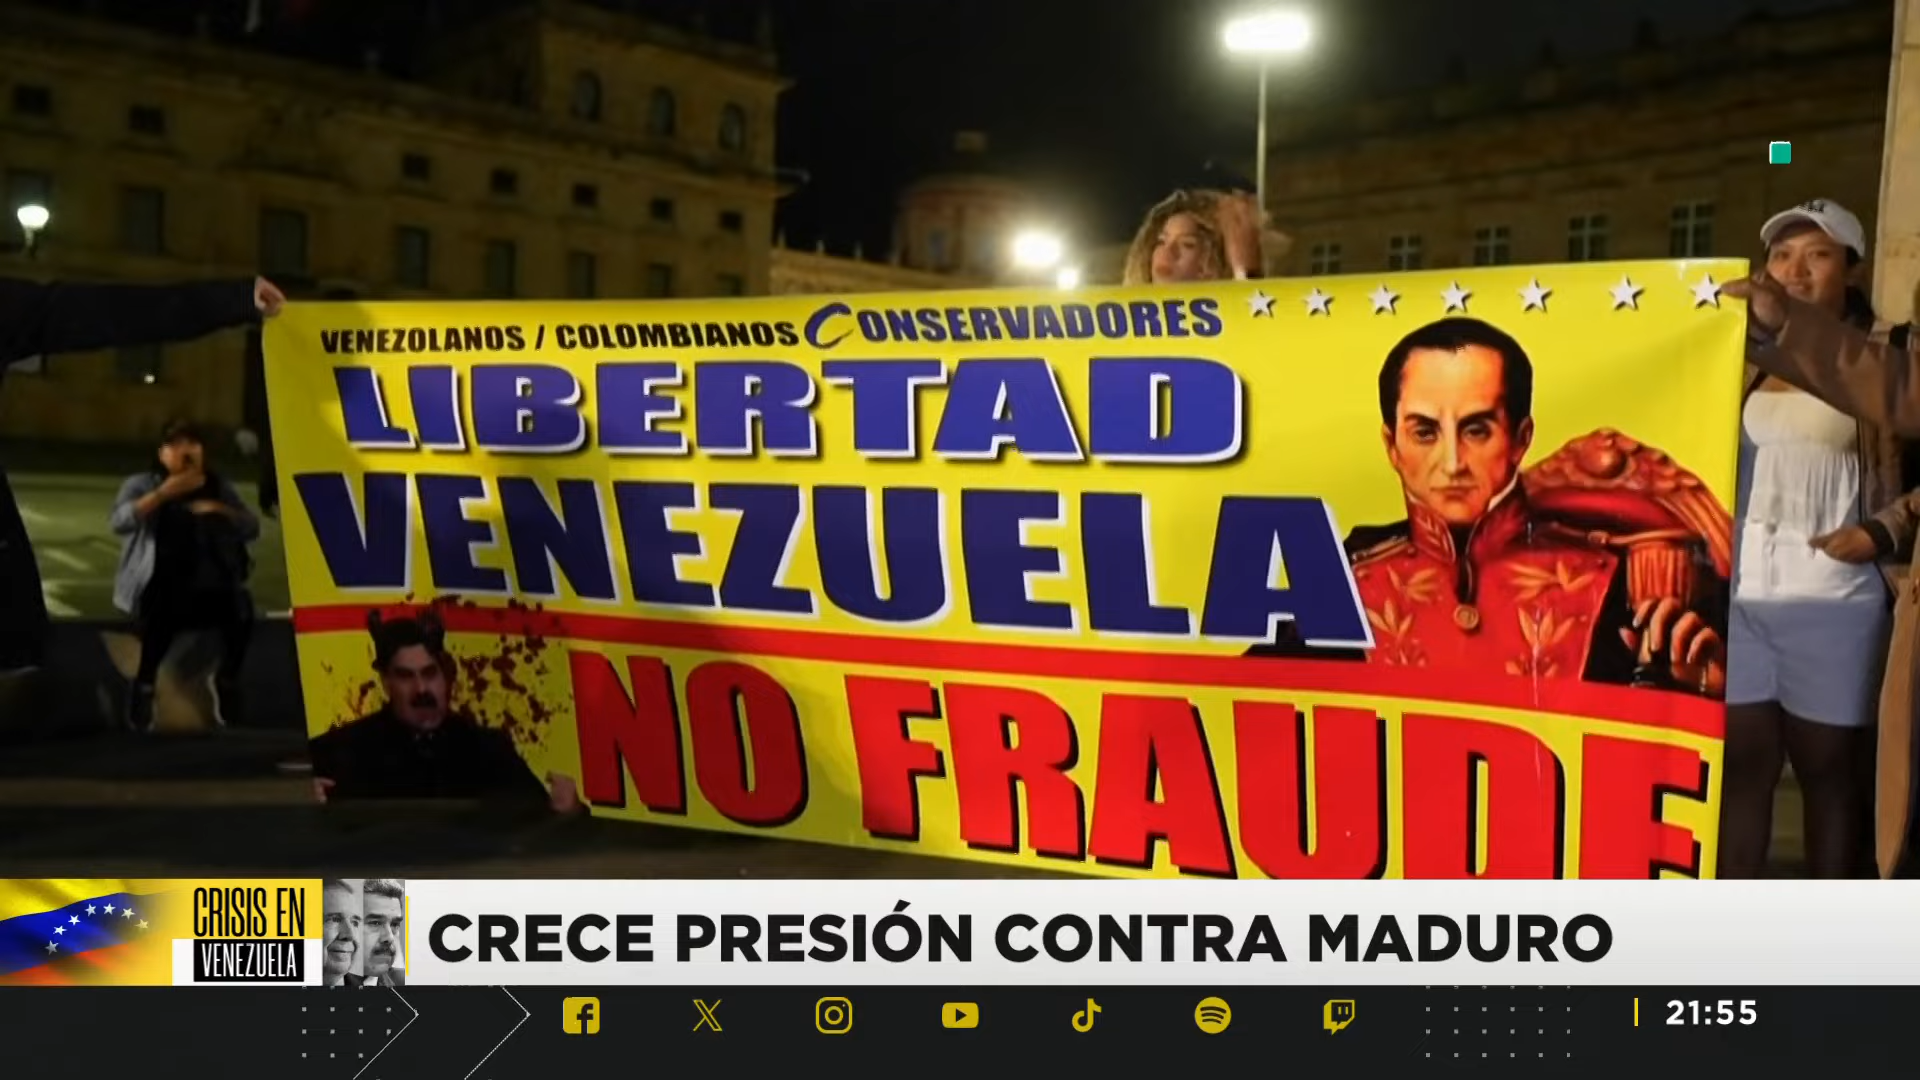 VENEZOLANOS / COLOMBIANOS CONSERVADORES
LIBERTAD
VENEZUELA
NO FRAUDE
CRISIS EN
VENEZUELA
CRECE PRESIÓN CONTRA MADURO
21:55